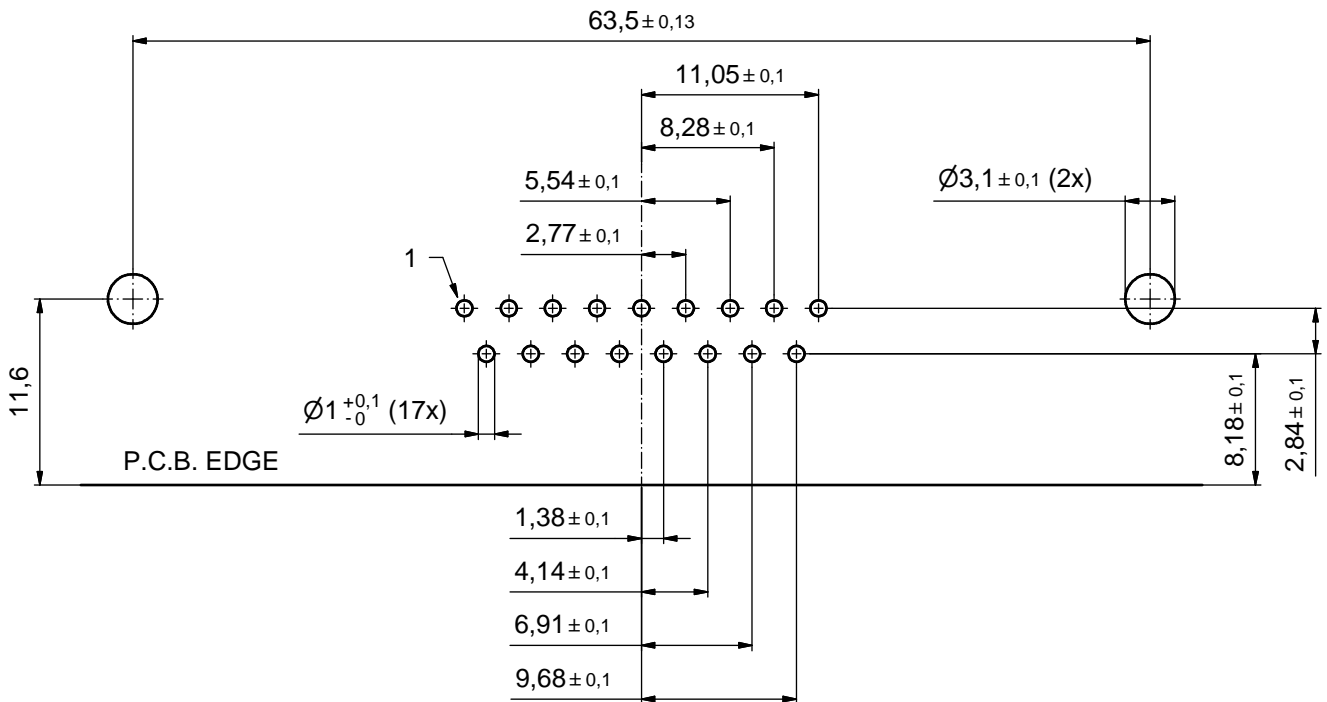 63,5 ± 0,13
11,05 ± 0,1
8,28 ± 0,1
5,54 ± 0,1
Ø3,1 ± 0,1 (2x)
2,77 ± 0,1
1
11,6
Ø1 +0,1 -0 (17x)
8,18 ± 0,1
2,84 ± 0,1
P.C.B. EDGE
1,38 ± 0,1
4,14 ± 0,1
6,91 ± 0,1
9,68 ± 0,1